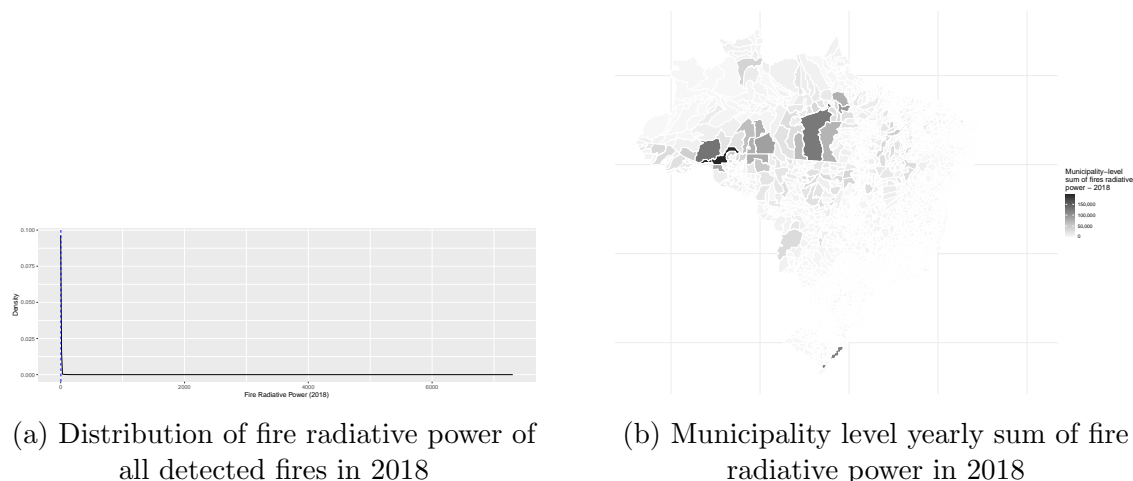 0.100
0.075
0.050
0.025
0.000
Density
0
2000
4000
6000
Fire Radiative Power (2018)
(a) Distribution of fire radiative power of
all detected fires in 2018
Municipality−level
sum of fires radiative
power − 2018
150,000
100,000
50,000
0
(b) Municipality level yearly sum of fire
radiative power in 2018